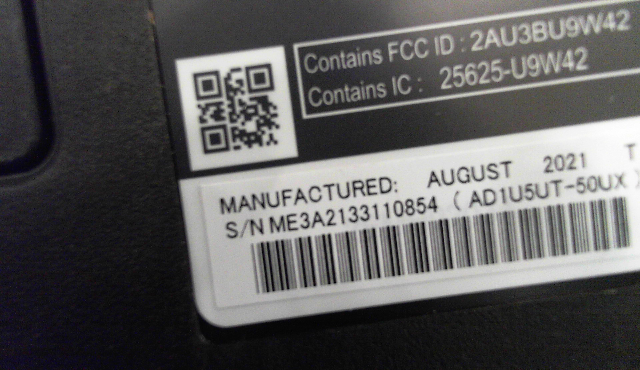 Contains FCC ID : 2AU3BU9W42
Contains IC : 25625-U9W42
MANUFACTURED: AUGUST 2021 T
S/N ME3A2133110854 ( AD1U5UT-50UX )